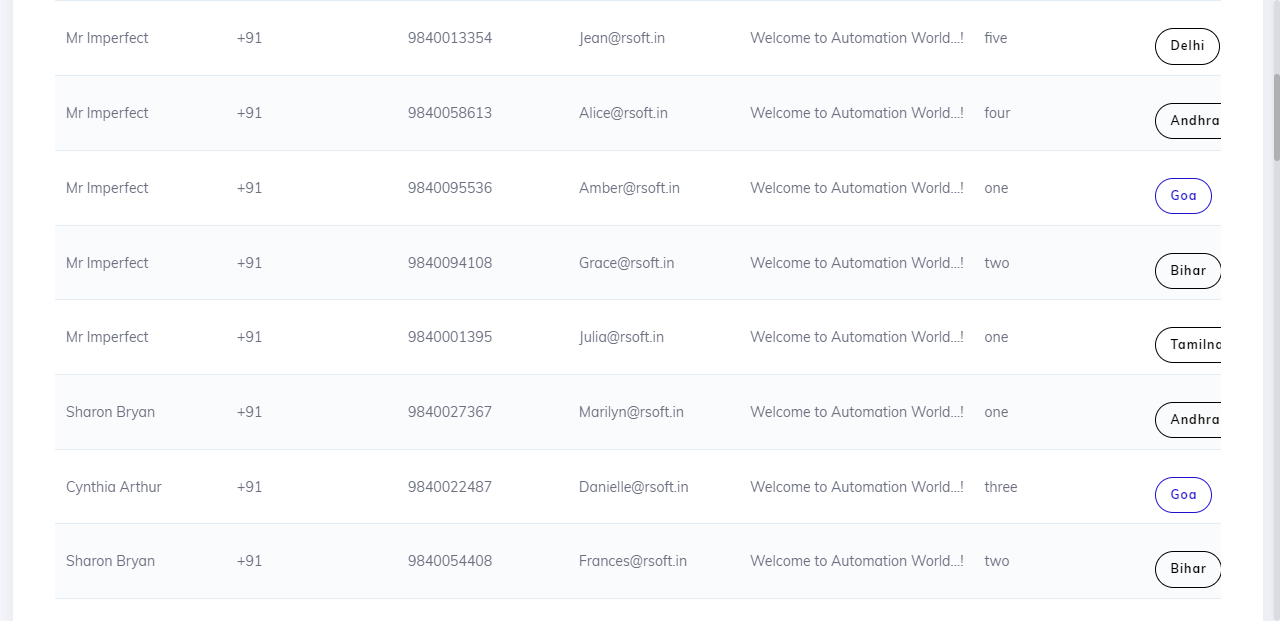 Mr Imperfect +91 9840013354 Jean@rsoft.in Welcome to Automation World...! five Delhi
Mr Imperfect +91 9840058613 Alice@rsoft.in Welcome to Automation World...! four Andhra
Mr Imperfect +91 9840095536 Amber@rsoft.in Welcome to Automation World...! one Goa
Mr Imperfect +91 9840094108 Grace@rsoft.in Welcome to Automation World...! two Bihar
Mr Imperfect +91 9840001395 Julia@rsoft.in Welcome to Automation World...! one
Sharon Bryan +91 9840027367 Marilyn@rsoft.in Welcome to Automation World...! one Andhra
Cynthia Arthur +91 9840022487 Danielle@rsoft.in Welcome to Automation World...! three Goa
Sharon Bryan +91 9840054408 Frances@rsoft.in Welcome to Automation World...! two Bihar